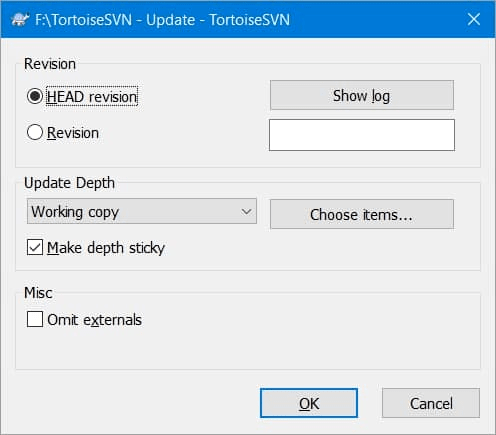 F:\TortoiseSVN - Update - TortoiseSVN
Revision
HEAD revision
Show log
Revision
Update Depth
Working copy
Choose items...
Make depth sticky
Misc
Omit externals
OK
Cancel